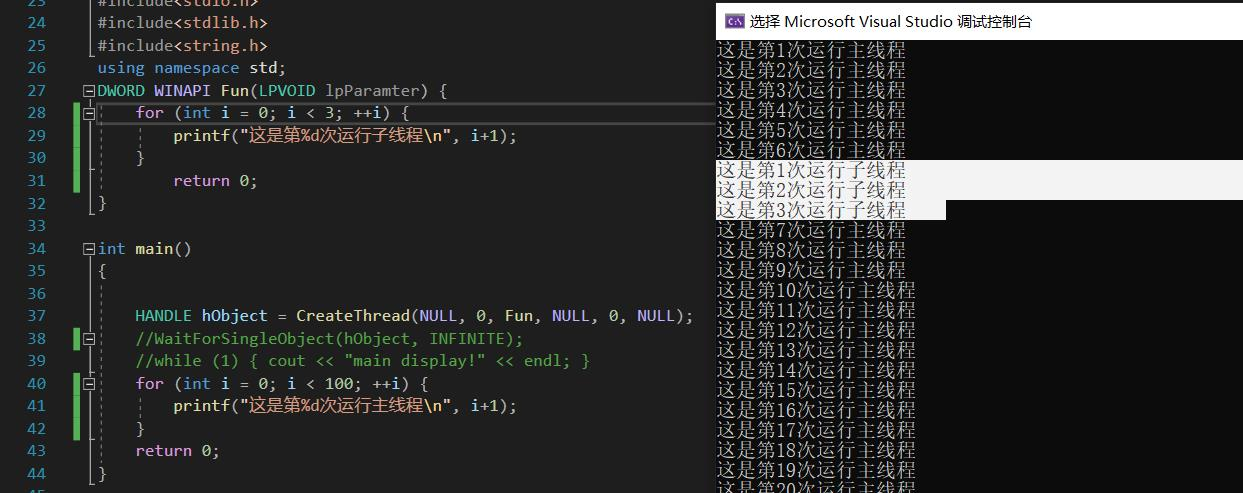 23 #include<stdio.h>
24 #include<stdlib.h>
25 #include<string.h>
26 using namespace std;
27 DWORD WINAPI Fun(LPVOID lpParamter) {
28 for (int i = 0; i < 3; ++i) {
29 printf("这是第%d次运行子线程\n", i+1);
30 }
31 return 0;
32 }
33
34 int main()
35 {
36
37 HANDLE hObject = CreateThread(NULL, 0, Fun, NULL, 0, NULL);
38 //WaitForSingleObject(hObject, INFINITE);
39 //while (1) { cout << "main display!" << endl; }
40 for (int i = 0; i < 100; ++i) {
41 printf("这是第%d次运行主线程\n", i+1);
42 }
43 return 0;
44 }
选择 Microsoft Visual Studio 调试控制台
这是第1次运行主线程
这是第2次运行主线程
这是第3次运行主线程
这是第4次运行主线程
这是第5次运行主线程
这是第6次运行主线程
这是第1次运行子线程
这是第2次运行子线程
这是第3次运行子线程
这是第7次运行主线程
这是第8次运行主线程
这是第9次运行主线程
这是第10次运行主线程
这是第11次运行主线程
这是第12次运行主线程
这是第13次运行主线程
这是第14次运行主线程
这是第15次运行主线程
这是第16次运行主线程
这是第17次运行主线程
这是第18次运行主线程
这是第19次运行主线程
这是第20次运行主线程